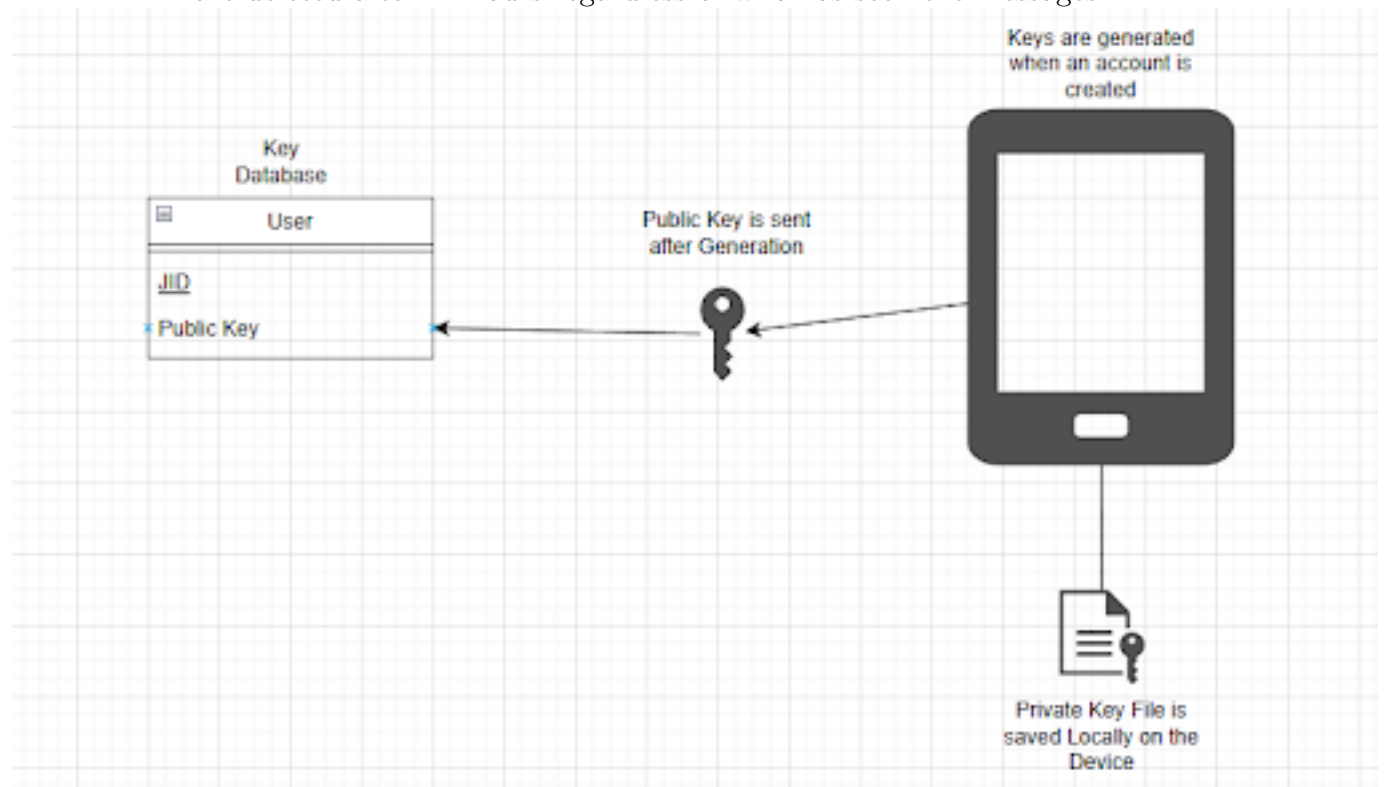 Keys are generated
when an account is
created
Key
Database
User
JID
Public Key
Public Key is sent
after Generation
Private Key File is
saved Locally on the
Device